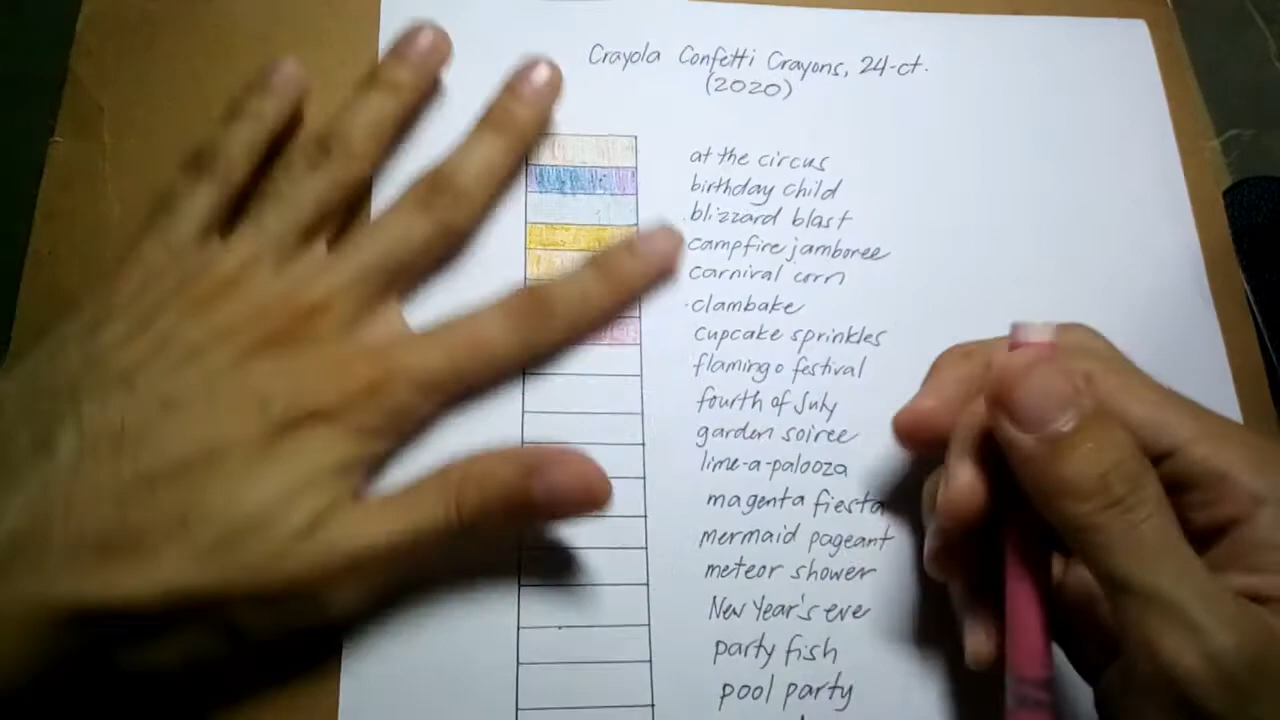 Crayola Confetti Crayons, 24-ct.
(2020)
at the circus
birthday child
blizzard blast
campfire jamboree
carnival corn
clambake
cupcake sprinkles
flamingo festival
fourth of July
garden soiree
lime-a-palooza
magenta fiesta
mermaid pageant
meteor shower
New Year's eve
party fish
pool party